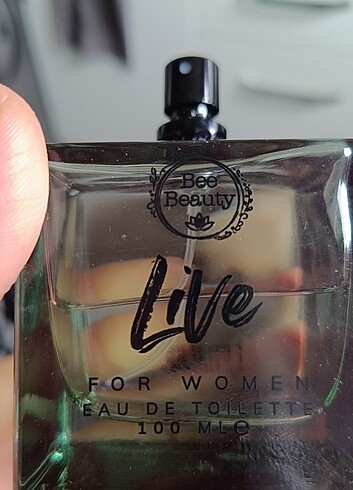 Bee
Beauty
Live
FOR WOMEN
EAU DE TOILETTE
100 ML℮